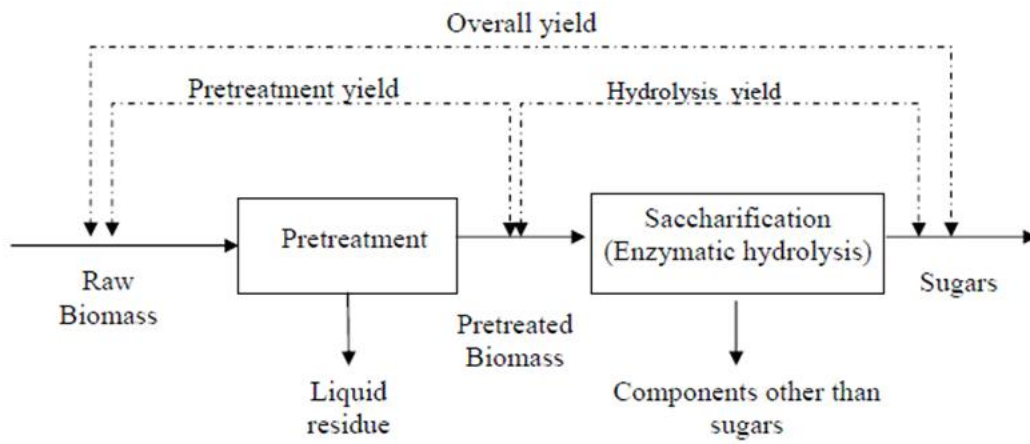 Overall yield
Pretreatment yield
Hydrolysis yield
Pretreatment
Saccharification
(Enzymatic hydrolysis)
Raw
Biomass
Pretreated
Biomass
Sugars
Liquid
residue
Components other than
sugars